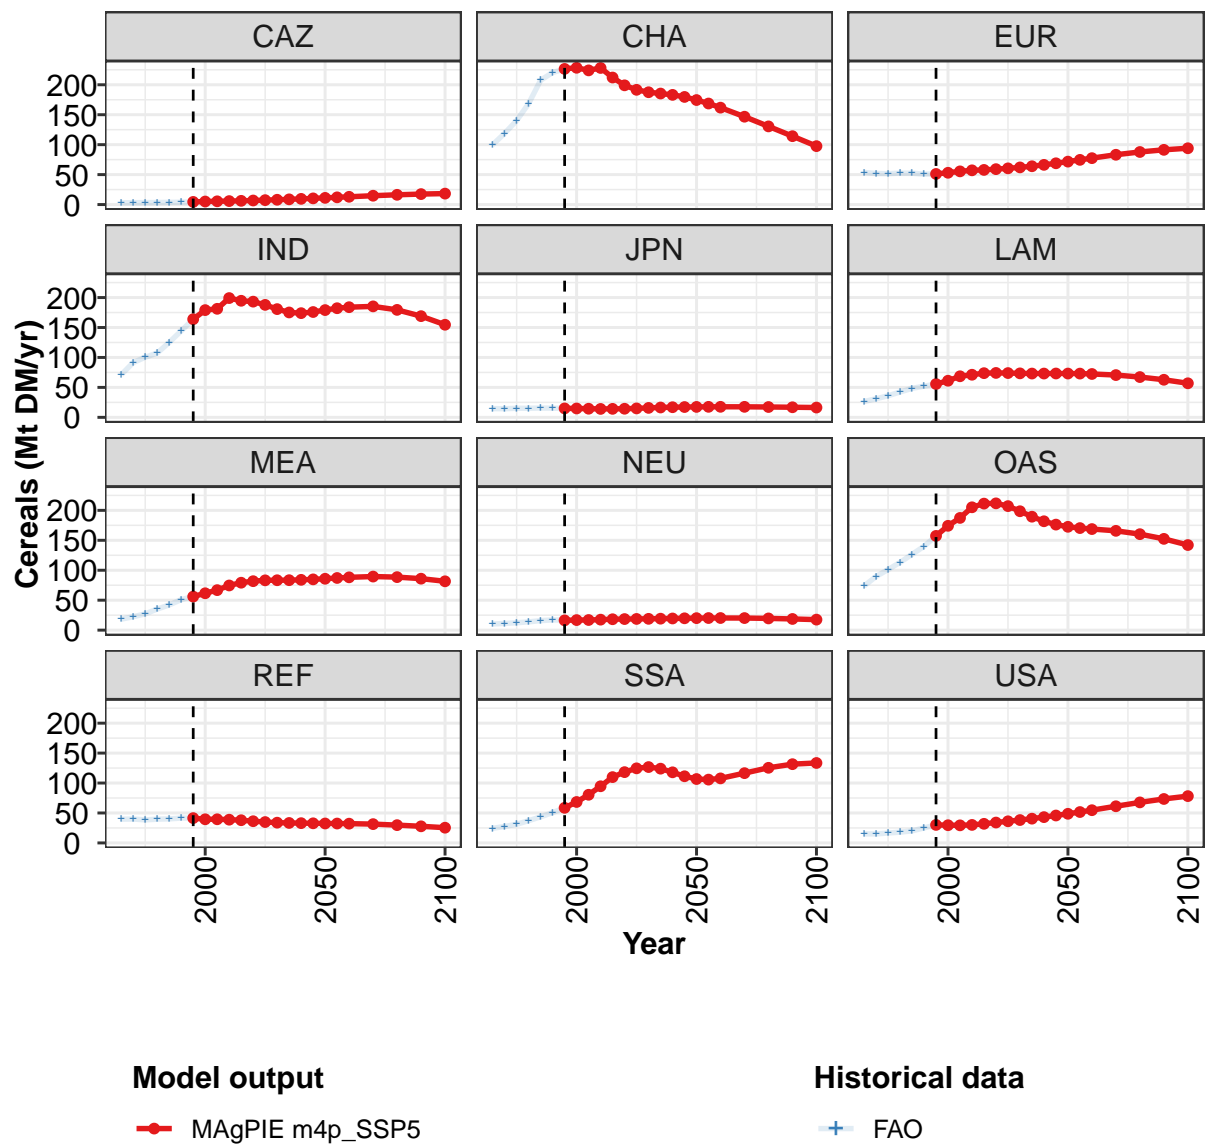 CAZ CHA EUR
200
150
100
50
0
IND JPN LAM
200
150
100
50
0
MEA NEU OAS
200
150
100
50
0
REF SSA USA
200
150
100
50
0
Cereals (Mt DM/yr)
2000 2050 2100 2000 2050 2100 2000 2050 2100
Year
Model output Historical data
MAgPIE m4p_SSP5 FAO